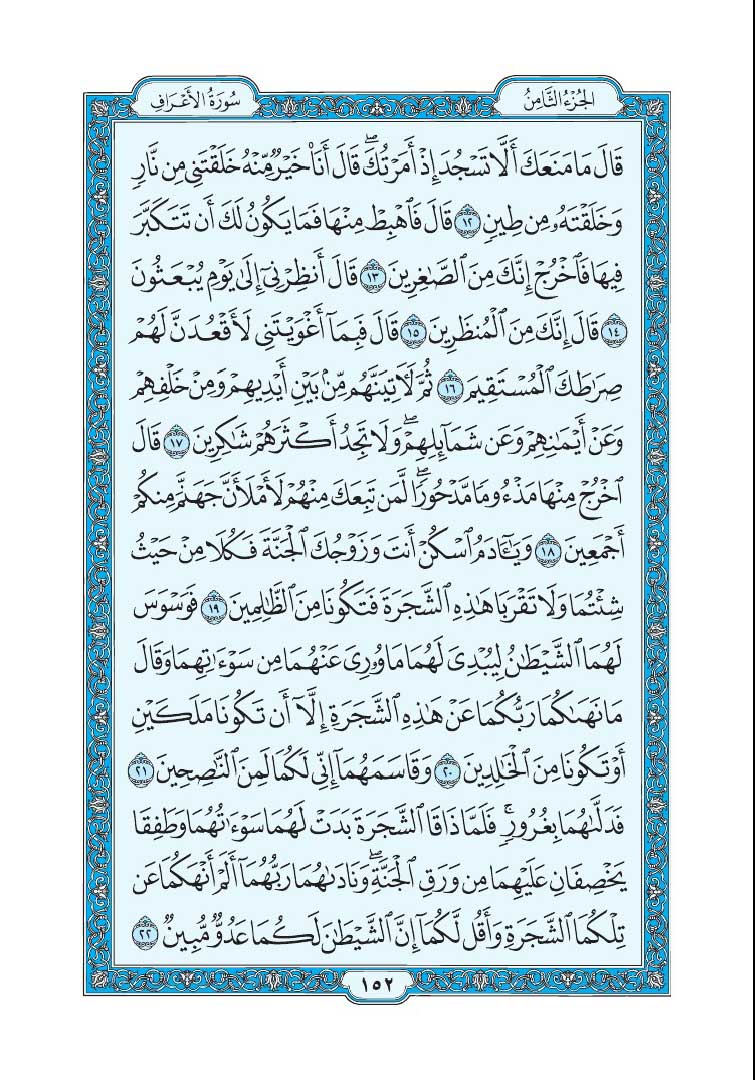 الجُزْءُ الثَّامِنُ
سُورَةُ الأَعْرَافِ
قَالَ مَا مَنَعَكَ أَلَّا تَسْجُدَ إِذْ أَمَرْتُكَ ۖ قَالَ أَنَا۠ خَيْرٌ مِّنْهُ خَلَقْتَنِى مِن نَّارٍ
وَخَلَقْتَهُۥ مِن طِينٍ ١٢ قَالَ فَٱهْبِطْ مِنْهَا فَمَا يَكُونُ لَكَ أَن تَتَكَبَّرَ
فِيهَا فَٱخْرُجْ إِنَّكَ مِنَ ٱلصَّٰغِرِينَ ١٣ قَالَ أَنظِرْنِىٓ إِلَىٰ يَوْمِ يُبْعَثُونَ
١٤ قَالَ إِنَّكَ مِنَ ٱلْمُنظَرِينَ ١٥ قَالَ فَبِمَآ أَغْوَيْتَنِى لَأَقْعُدَنَّ لَهُمْ
صِرَٰطَكَ ٱلْمُسْتَقِيمَ ١٦ ثُمَّ لَءَاتِيَنَّهُم مِّنۢ بَيْنِ أَيْدِيهِمْ وَمِنْ خَلْفِهِمْ
وَعَنْ أَيْمَٰنِهِمْ وَعَن شَمَآئِلِهِمْ ۖ وَلَا تَجِدُ أَكْثَرَهُمْ شَٰكِرِينَ ١٧ قَالَ
ٱخْرُجْ مِنْهَا مَذْءُومًا مَّدْحُورًا ۖ لَّمَن تَبِعَكَ مِنْهُمْ لَأَمْلَأَنَّ جَهَنَّمَ مِنكُمْ
أَجْمَعِينَ ١٨ وَيَٰٓـَٔادَمُ ٱسْكُنْ أَنتَ وَزَوْجُكَ ٱلْجَنَّةَ فَكُلَا مِنْ حَيْثُ
شِئْتُمَا وَلَا تَقْرَبَا هَٰذِهِ ٱلشَّجَرَةَ فَتَكُونَا مِنَ ٱلظَّٰلِمِينَ ١٩ فَوَسْوَسَ
لَهُمَا ٱلشَّيْطَٰنُ لِيُبْدِىَ لَهُمَا مَا وُۥرِىَ عَنْهُمَا مِن سَوْءَٰتِهِمَا وَقَالَ
مَا نَهَىٰكُمَا رَبُّكُمَا عَنْ هَٰذِهِ ٱلشَّجَرَةِ إِلَّآ أَن تَكُونَا مَلَكَيْنِ
أَوْ تَكُونَا مِنَ ٱلْخَٰلِدِينَ ٢٠ وَقَاسَمَهُمَآ إِنِّى لَكُمَا لَمِنَ ٱلنَّٰصِحِينَ ٢١
فَدَلَّىٰهُمَا بِغُرُورٍ ۚ فَلَمَّا ذَاقَا ٱلشَّجَرَةَ بَدَتْ لَهُمَا سَوْءَٰتُهُمَا وَطَفِقَا
يَخْصِفَانِ عَلَيْهِمَا مِن وَرَقِ ٱلْجَنَّةِ ۖ وَنَادَىٰهُمَا رَبُّهُمَآ أَلَمْ أَنْهَكُمَا عَن
تِلْكُمَا ٱلشَّجَرَةِ وَأَقُل لَّكُمَآ إِنَّ ٱلشَّيْطَٰنَ لَكُمَا عَدُوٌّ مُّبِينٌ ٢٢
١٥٢